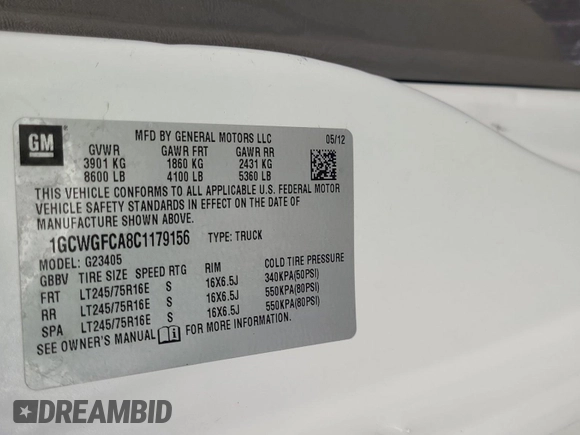 GM
MFD BY GENERAL MOTORS LLC 05/12
GVWR GAWR FRT GAWR RR
3901 KG 1860 KG 2431 KG
8600 LB 4100 LB 5360 LB
THIS VEHICLE CONFORMS TO ALL APPLICABLE U.S. FEDERAL MOTOR
VEHICLE SAFETY STANDARDS IN EFFECT ON THE DATE OF
MANUFACTURE SHOWN ABOVE.
1GCWGFCA8C1179156 TYPE: TRUCK
MODEL: G23405
GBBV TIRE SIZE SPEED RTG RIM COLD TIRE PRESSURE
FRT LT245/75R16E S 16X6.5J 340KPA(50PSI)
RR LT245/75R16E S 16X6.5J 550KPA(80PSI)
SPA LT245/75R16E S 16X6.5J 550KPA(80PSI)
SEE OWNER'S MANUAL FOR MORE INFORMATION.
DREAMBID